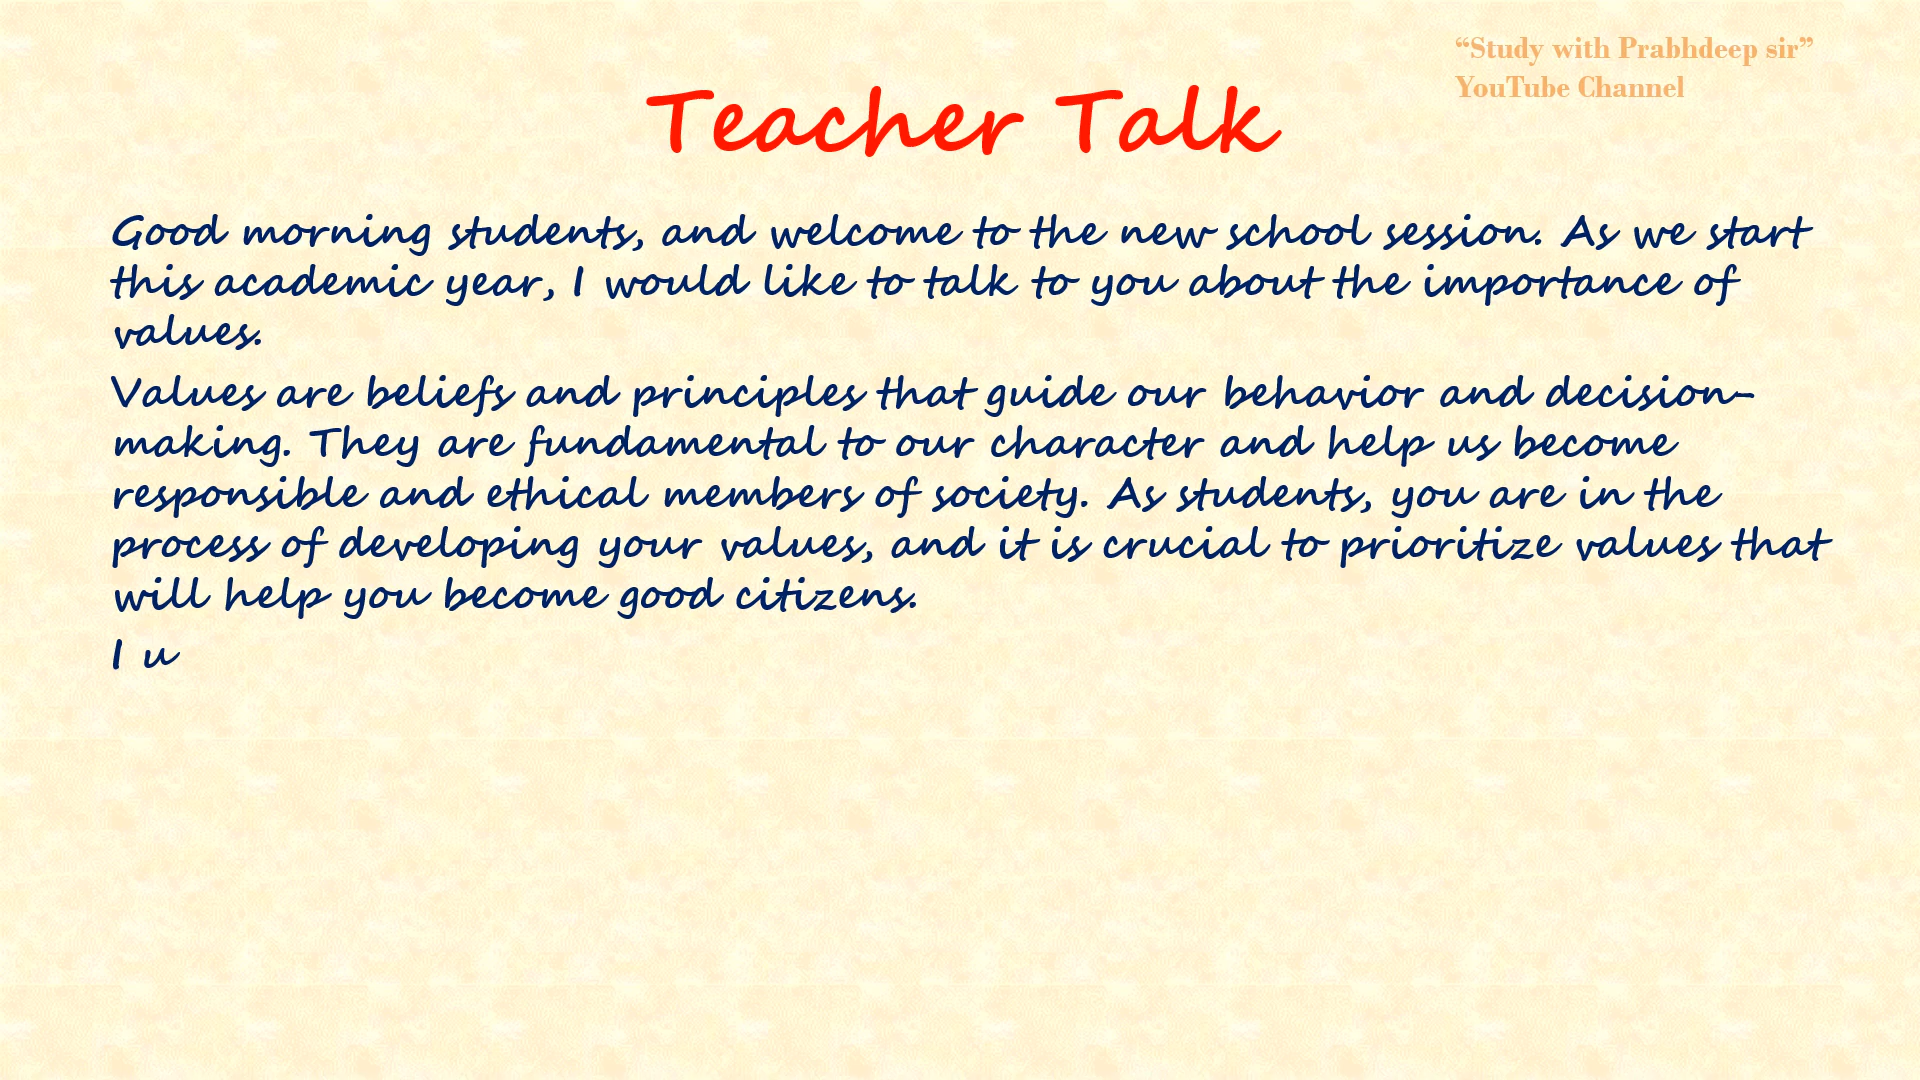 “Study with Prabhdeep sir”
YouTube Channel
Teacher Talk
Good morning students, and welcome to the new school session. As we start
this academic year, I would like to talk to you about the importance of
values.
Values are beliefs and principles that guide our behavior and decision-
making. They are fundamental to our character and help us become
responsible and ethical members of society. As students, you are in the
process of developing your values, and it is crucial to prioritize values that
will help you become good citizens.
I u